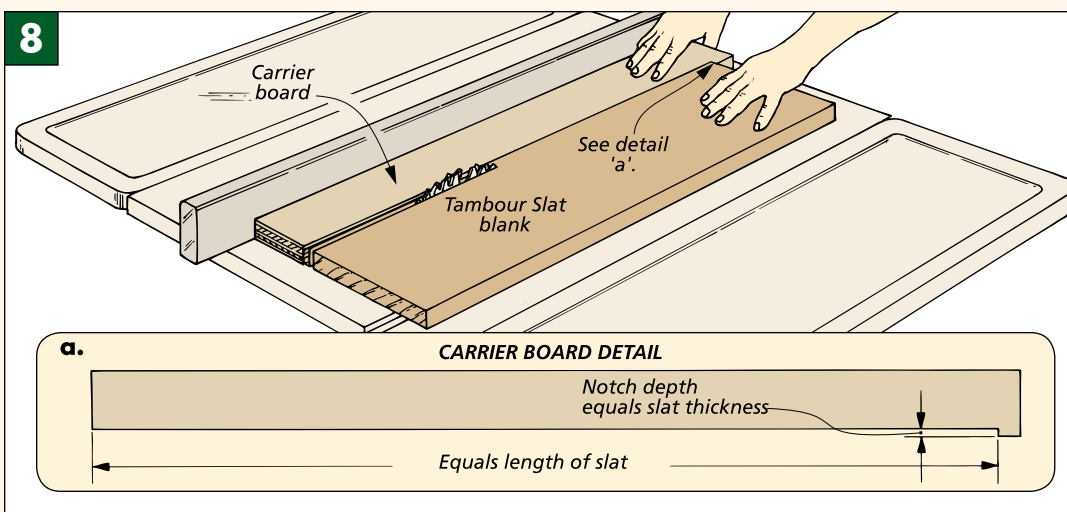 8
Carrier
board
See detail
'a'.
Tambour Slat
blank
a.
CARRIER BOARD DETAIL
Notch depth
equals slat thickness
Equals length of slat